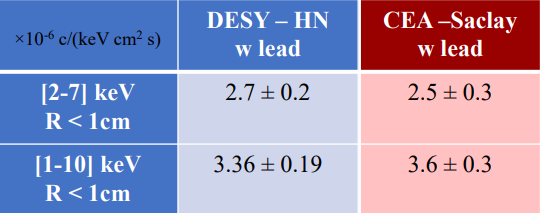 ×10⁻⁶ c/(keV cm² s)
DESY – HN
w lead
CEA –Saclay
w lead
[2-7] keV
R < 1cm
2.7 ± 0.2
2.5 ± 0.3
[1-10] keV
R < 1cm
3.36 ± 0.19
3.6 ± 0.3